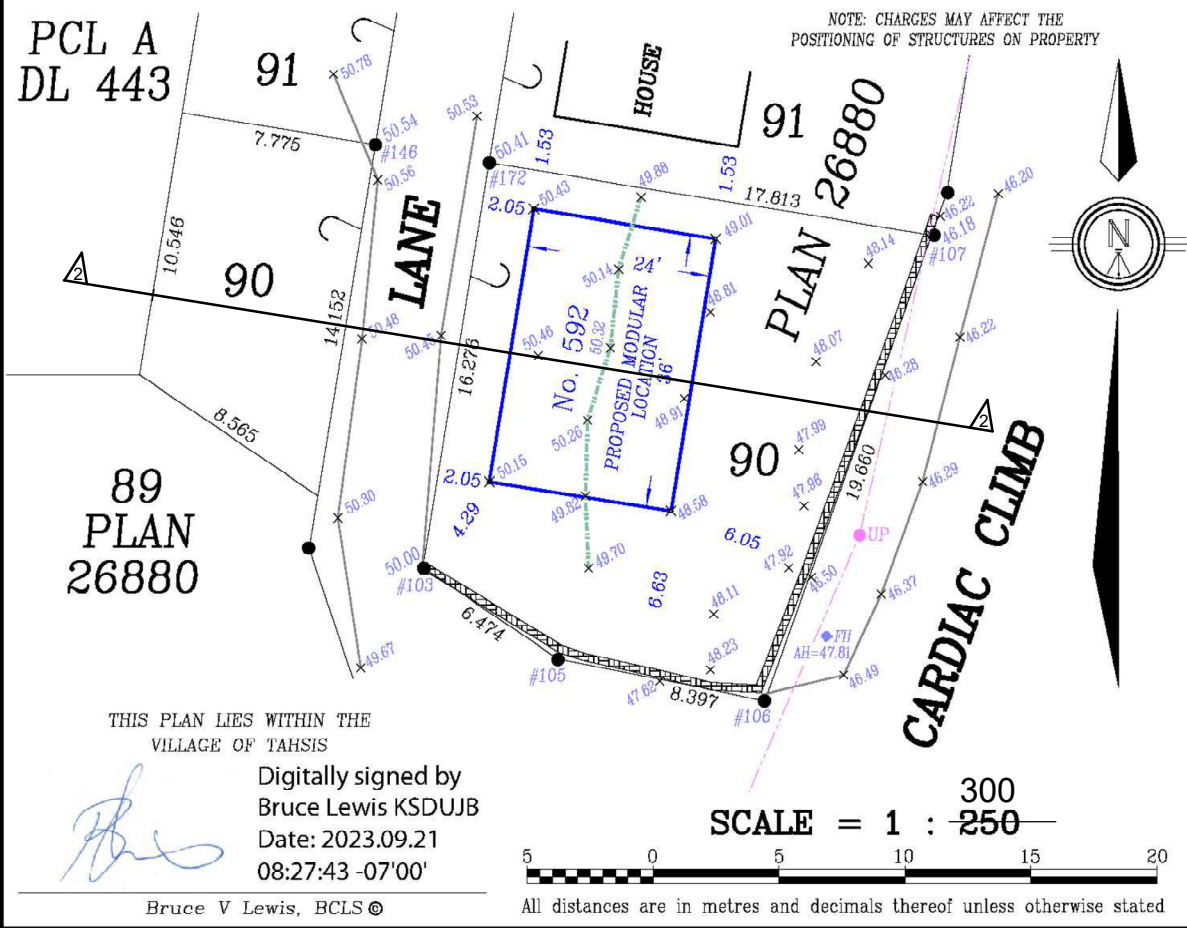 NOTE: CHARGES MAY AFFECT THE
POSITIONING OF STRUCTURES ON PROPERTY
PCL A
DL 443
91
50.78
50.54
#146
50.56
7.775
50.53
50.41
#172
1.53
HOUSE
91
1.53
49.88
17.813
PLAN 26880
46.20
46.22
46.18
#107
48.14
N
10.546
90
LANE
2.05
50.43
49.01
24'
50.14
48.81
2
14.152
50.48
50.45
16.276
50.46
No. 592
50.32
PROPOSED MODULAR
LOCATION
36'
48.91
48.07
46.22
46.28
2
8.565
50.26
90
47.99
19.660
46.29
89
PLAN
26880
50.30
2.05
50.15
4.29
49.82
48.58
47.96
6.05
UP
CARDIAC CLIMB
50.00
#103
49.70
6.63
47.92
46.50
46.37
48.11
FH
AH=47.81
6.474
49.67
#105
48.23
47.62
8.397
46.49
#106
THIS PLAN LIES WITHIN THE
VILLAGE OF TAHSIS
Digitally signed by
Bruce Lewis KSDUJB
Date: 2023.09.21
08:27:43 -07'00'
Bruce V Lewis, BCLS ©
300
SCALE = 1 : 250
5 0 5 10 15 20
All distances are in metres and decimals thereof unless otherwise stated